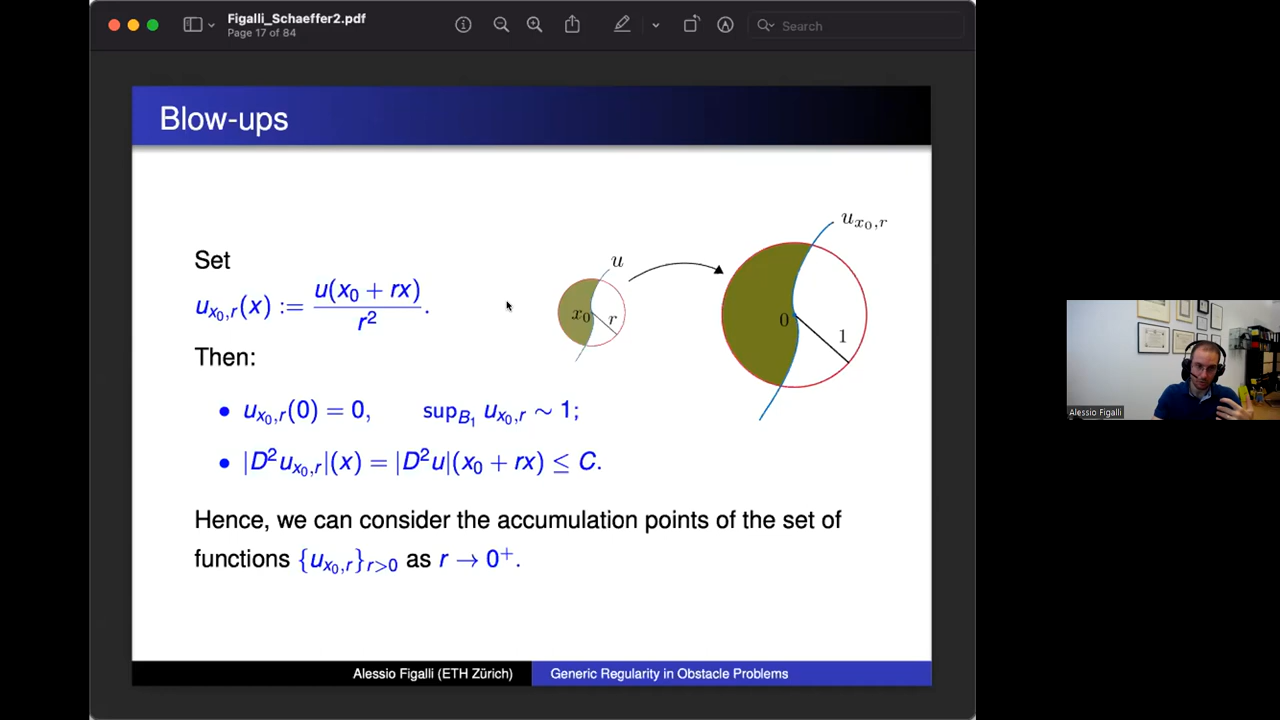 Figalli_Schaeffer2.pdf
Page 17 of 84
Search
Blow-ups
Set
u_{x_0,r}(x) := \frac{u(x_0 + rx)}{r^2}.
u
x_0
r
u_{x_0,r}
0
1
Then:
• u_{x_0,r}(0) = 0, sup_{B_1} u_{x_0,r} ∼ 1;
• |D^2u_{x_0,r}|(x) = |D^2u|(x_0 + rx) ≤ C.
Hence, we can consider the accumulation points of the set of
functions {u_{x_0,r}}_{r>0} as r → 0^+.
Alessio Figalli (ETH Zürich)
Generic Regularity in Obstacle Problems
Alessio Figalli